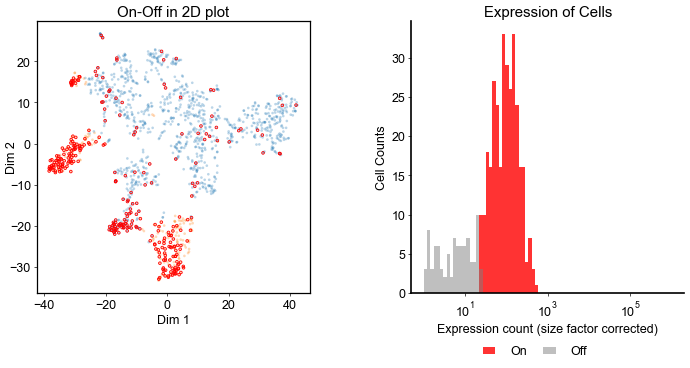 On-Off in 2D plot
Dim 2
20
10
0
−10
−20
−30
−40
−20
0
20
40
Dim 1
Expression of Cells
Cell Counts
30
25
20
15
10
5
0
10^1
10^3
10^5
Expression count (size factor corrected)
On
Off